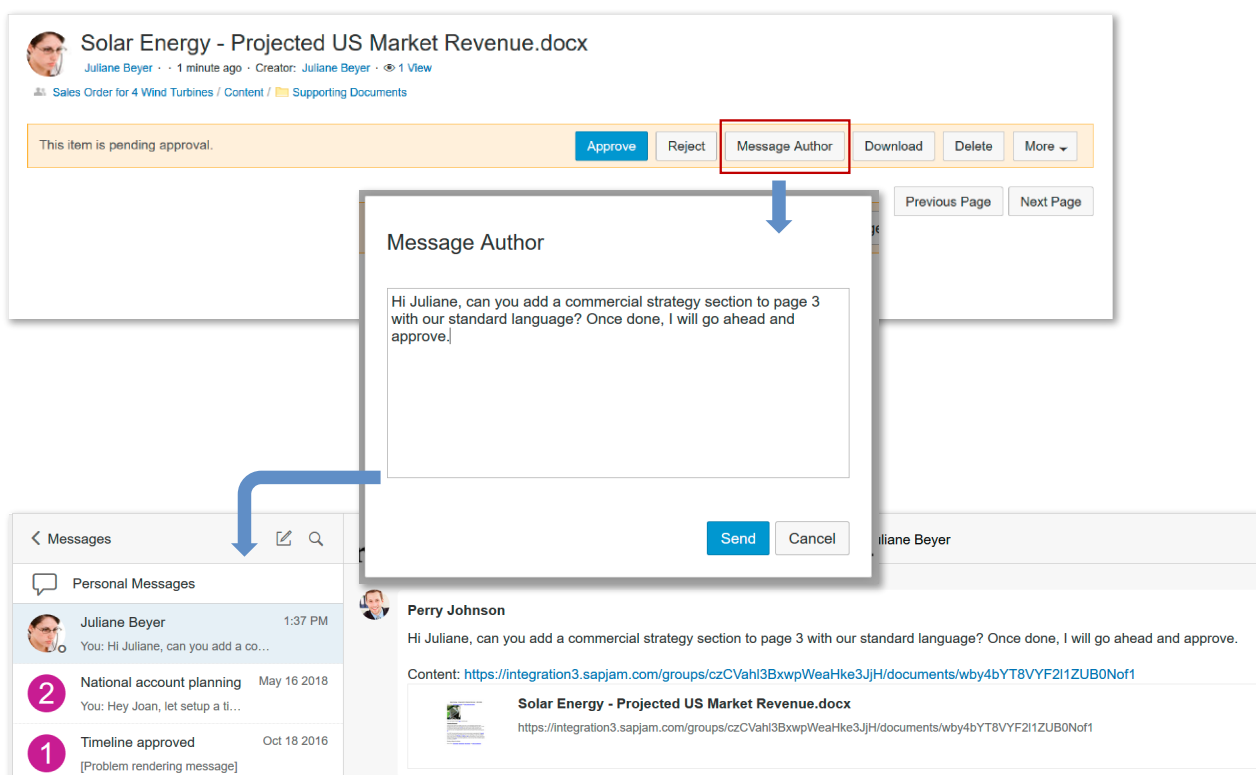 Solar Energy - Projected US Market Revenue.docx
Juliane Beyer · · 1 minute ago · Creator: Juliane Beyer · 1 View
Sales Order for 4 Wind Turbines / Content / Supporting Documents
This item is pending approval.
Approve
Reject
Message Author
Download
Delete
More
Previous Page
Next Page
Message Author
Hi Juliane, can you add a commercial strategy section to page 3
with our standard language? Once done, I will go ahead and
approve.
Send
Cancel
Messages
Personal Messages
Juliane Beyer 1:37 PM
You: Hi Juliane, can you add a co…
2
National account planning May 16 2018
You: Hey Joan, let setup a ti…
1
Timeline approved Oct 18 2016
[Problem rendering message]
Beyer
Perry Johnson
Hi Juliane, can you add a commercial strategy section to page 3 with our standard language? Once done, I will go ahead and approve.
Content: https://integration3.sapjam.com/groups/czCVahl3BxwpWeaHke3JjH/documents/wby4bYT8VYF2l1ZUB0Nof1
Solar Energy - Projected US Market Revenue.docx
https://integration3.sapjam.com/groups/czCVahl3BxwpWeaHke3JjH/documents/wby4bYT8VYF2l1ZUB0Nof1